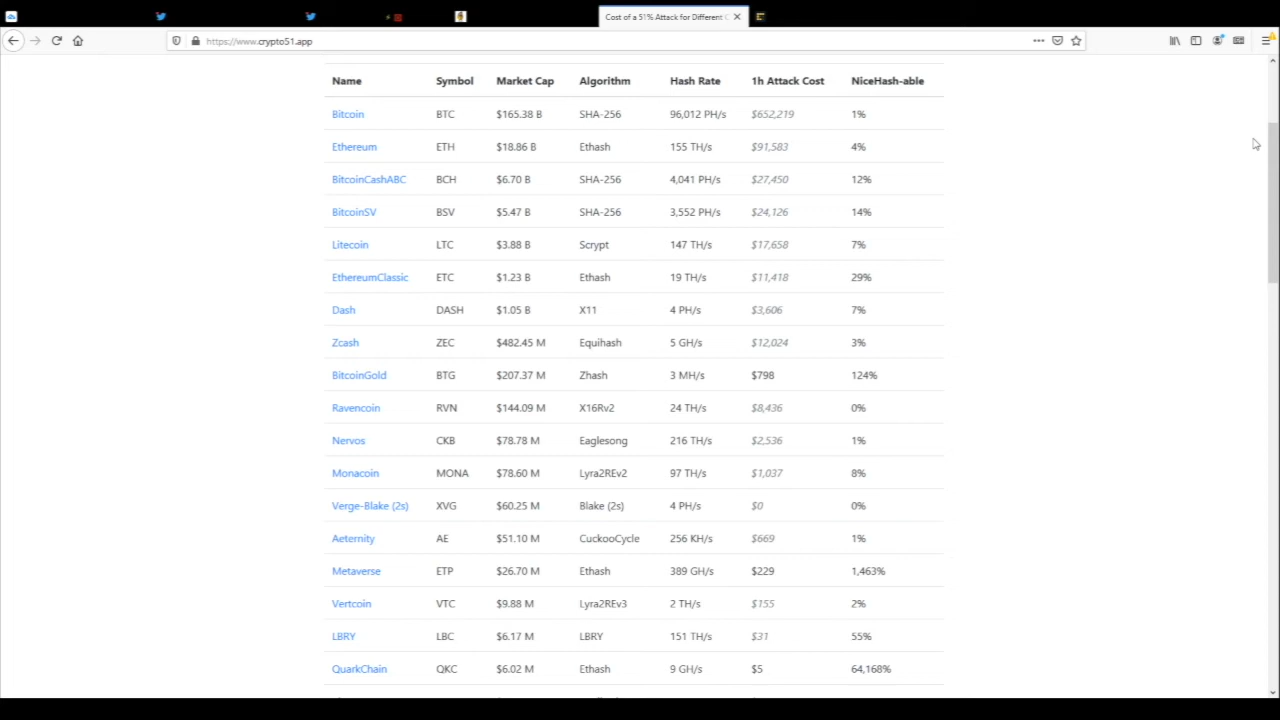 Cost of a 51% Attack for Different C
https://www.crypto51.app
Name Symbol Market Cap Algorithm Hash Rate 1h Attack Cost NiceHash-able
Bitcoin BTC $165.38 B SHA-256 96,012 PH/s $652,219 1%
Ethereum ETH $18.86 B Ethash 155 TH/s $91,583 4%
BitcoinCashABC BCH $6.70 B SHA-256 4,041 PH/s $27,450 12%
BitcoinSV BSV $5.47 B SHA-256 3,552 PH/s $24,126 14%
Litecoin LTC $3.88 B Scrypt 147 TH/s $17,658 7%
EthereumClassic ETC $1.23 B Ethash 19 TH/s $11,418 29%
Dash DASH $1.05 B X11 4 PH/s $3,606 7%
Zcash ZEC $482.45 M Equihash 5 GH/s $12,024 3%
BitcoinGold BTG $207.37 M Zhash 3 MH/s $798 124%
Ravencoin RVN $144.09 M X16Rv2 24 TH/s $8,436 0%
Nervos CKB $78.78 M Eaglesong 216 TH/s $2,536 1%
Monacoin MONA $78.60 M Lyra2REv2 97 TH/s $1,037 8%
Verge-Blake (2s) XVG $60.25 M Blake (2s) 4 PH/s $0 0%
Aeternity AE $51.10 M CuckooCycle 256 KH/s $669 1%
Metaverse ETP $26.70 M Ethash 389 GH/s $229 1,463%
Vertcoin VTC $9.88 M Lyra2REv3 2 TH/s $155 2%
LBRY LBC $6.17 M LBRY 151 TH/s $31 55%
QuarkChain QKC $6.02 M Ethash 9 GH/s $5 64,168%